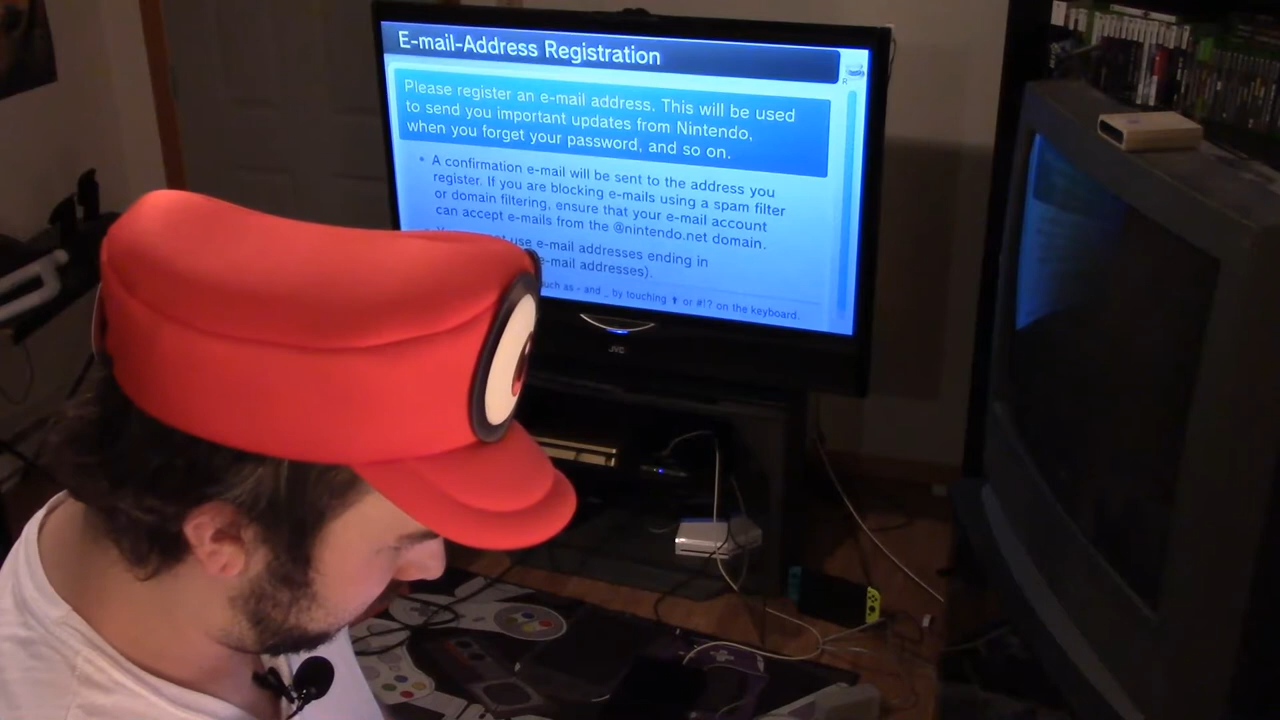 E-mail-Address Registration
R
Please register an e-mail address. This will be used
to send you important updates from Nintendo,
when you forget your password, and so on.
• A confirmation e-mail will be sent to the address you
register. If you are blocking e-mails using a spam filter
or domain filtering, ensure that your e-mail account
can accept e-mails from the @nintendo.net domain.
use e-mail addresses ending in
e-mail addresses).
such as - and _ by touching ⬆ or #!? on the keyboard.
JVC